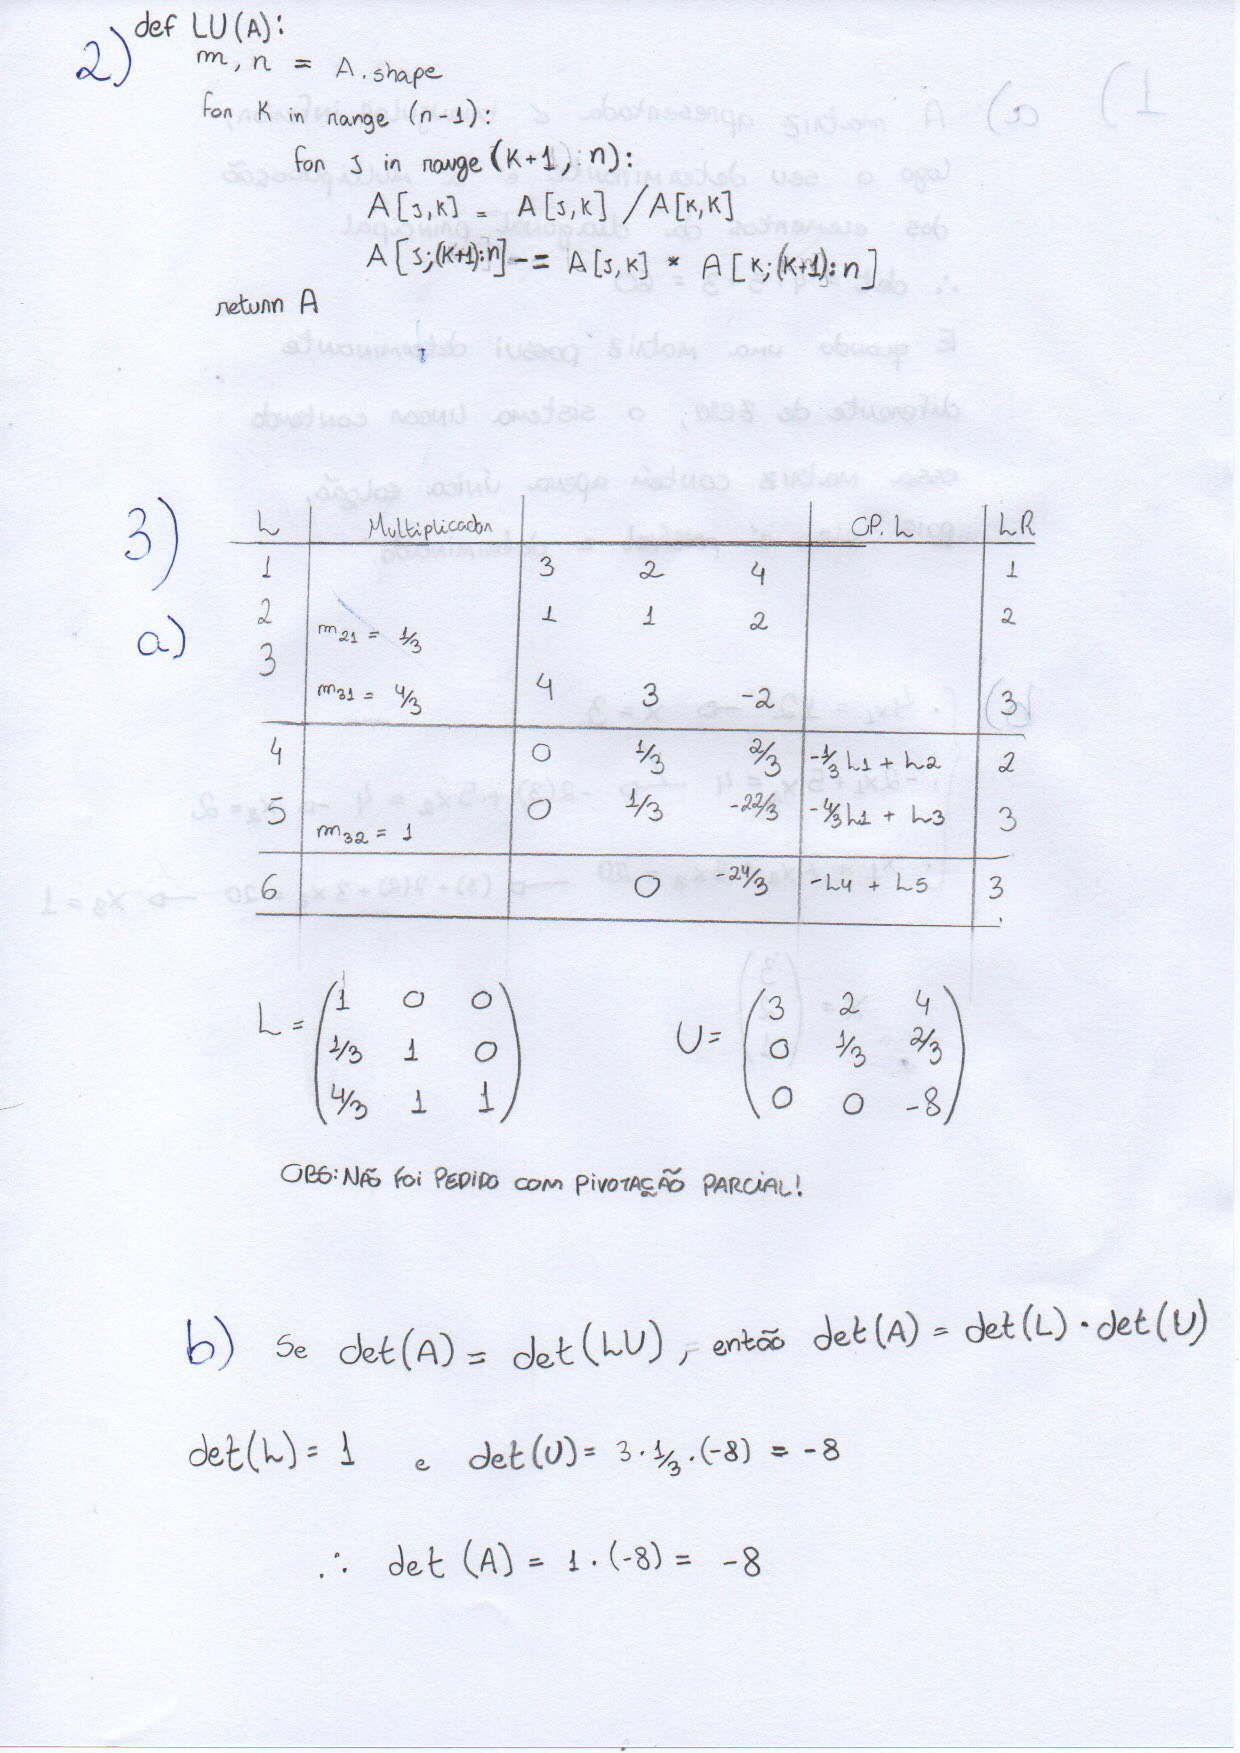 2) def LU(A):
m, n = A.shape
for K in range (n-1):
for J in range (K+1, n):
A[J,K] = A[J,K] / A[K,K]
A[J;(K+1):n] -= A[J,K] * A[K;(K+1):n]
return A
3)
L Multiplicador OP. L LR
1 3 2 4 1
2 m21 = 1/3 1 1 2 2
a)
3 m31 = 4/3 4 3 -2 3
4 0 1/3 2/3 -1/3 L1 + L2 2
5 m32 = 1 0 1/3 -22/3 -4/3 L1 + L3 3
6 0 -24/3 -L4 + L5 3
L = (1 0 0 U = (3 2 4
1/3 1 0 0 1/3 2/3
4/3 1 1) 0 0 -8)
OBS: NÃO FOI PEDIDO COM PIVOTAÇÃO PARCIAL!
b) Se det(A) = det(LU), então det(A) = det(L) · det(U)
det(L) = 1 e det(U) = 3 · 1/3 · (-8) = -8
∴ det (A) = 1 · (-8) = -8